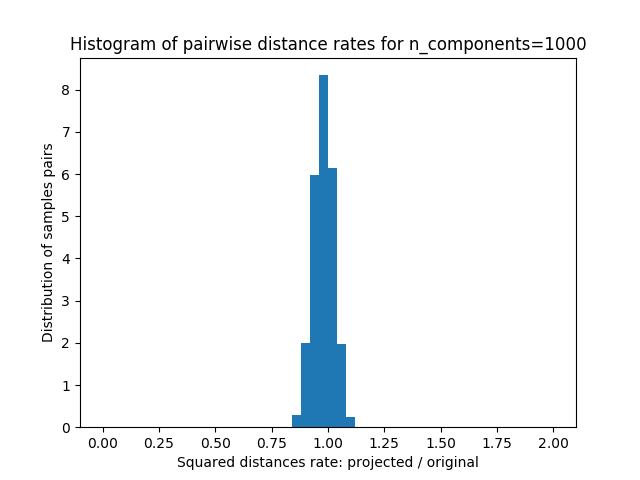 Histogram of pairwise distance rates for n_components=1000
Distribution of samples pairs
8
7
6
5
4
3
2
1
0
0.00 0.25 0.50 0.75 1.00 1.25 1.50 1.75 2.00
Squared distances rate: projected / original